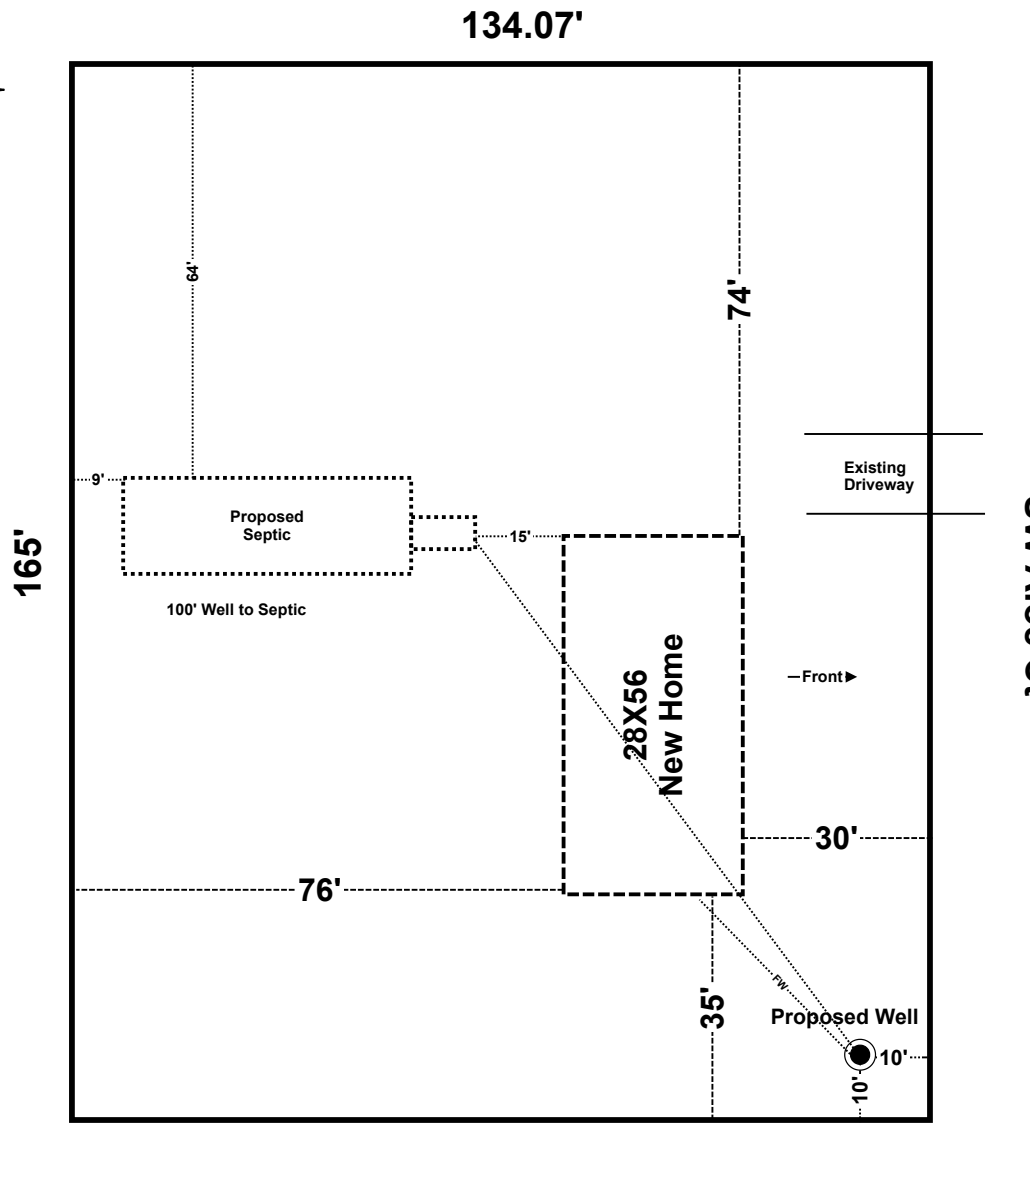 134.07'
64'
74'
Existing
Driveway
9'
Proposed
Septic
15'
165'
100' Well to Septic
28X56
New Home
Front
30'
76'
FW
35'
Proposed Well
10'
10'